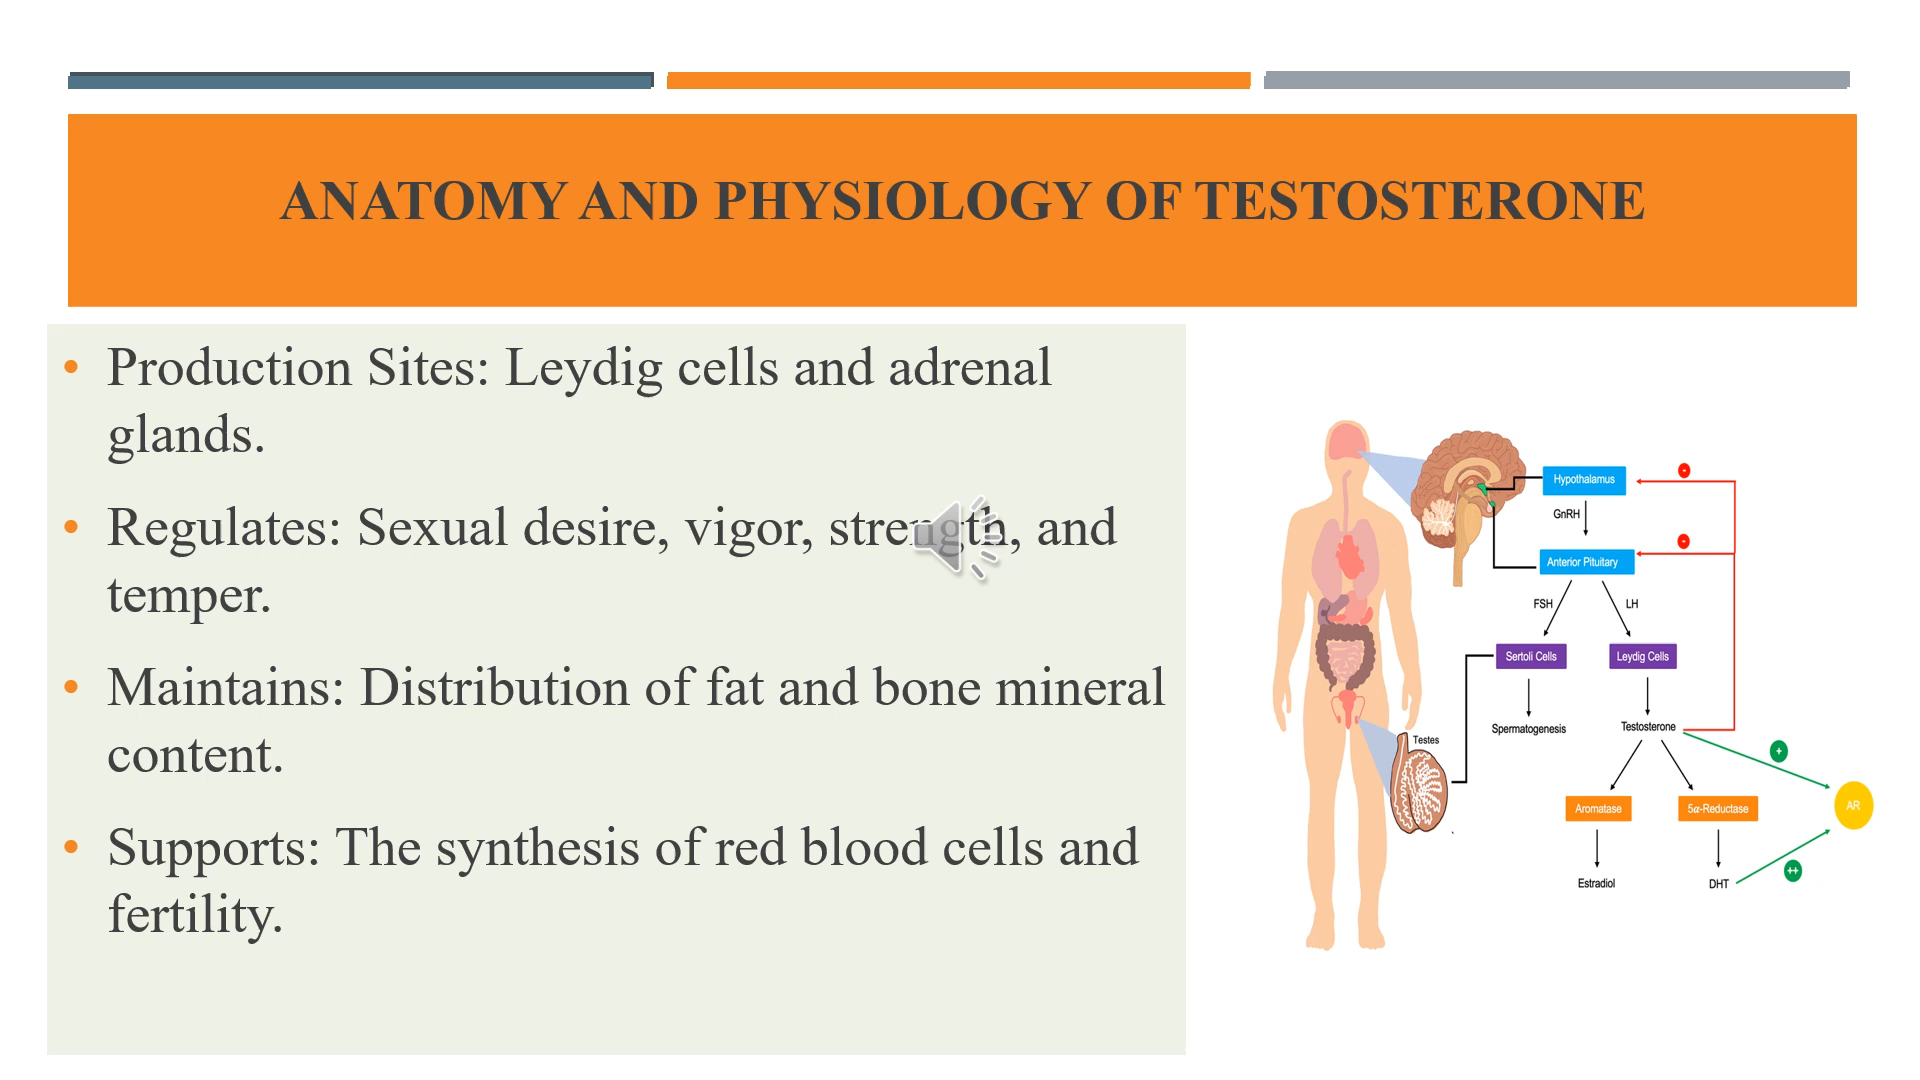 ANATOMY AND PHYSIOLOGY OF TESTOSTERONE
• Production Sites: Leydig cells and adrenal
glands.
• Regulates: Sexual desire, vigor, strength, and
temper.
• Maintains: Distribution of fat and bone mineral
content.
• Supports: The synthesis of red blood cells and
fertility.
-
Hypothalamus
GnRH
-
Anterior Pituitary
FSH
LH
Sertoli Cells
Leydig Cells
Spermatogenesis
Testosterone
Testes
+
Aromatase
5α-Reductase
AR
++
Estradiol
DHT